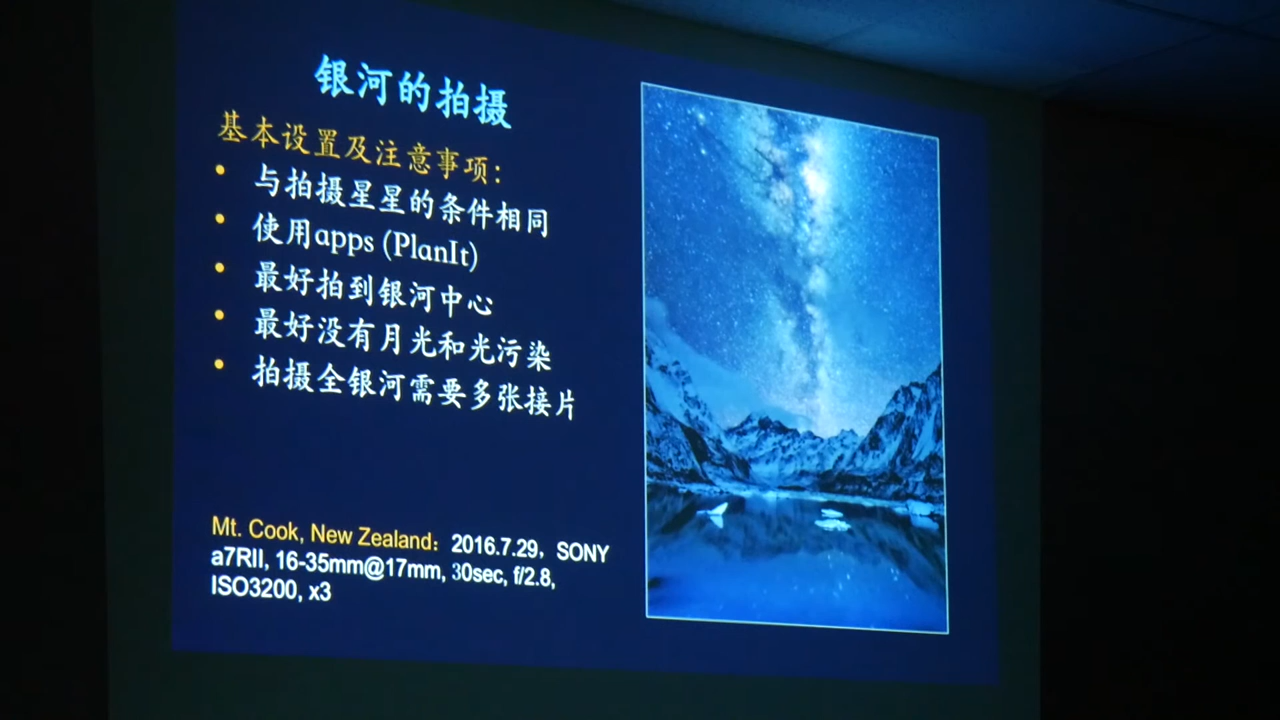 银河的拍摄
基本设置及注意事项：
• 与拍摄星星的条件相同
• 使用apps (PlanIt)
• 最好拍到银河中心
• 最好没有月光和光污染
• 拍摄全银河需要多张接片
Mt. Cook, New Zealand：2016.7.29，SONY
a7RII, 16-35mm@17mm, 30sec, f/2.8,
ISO3200, x3